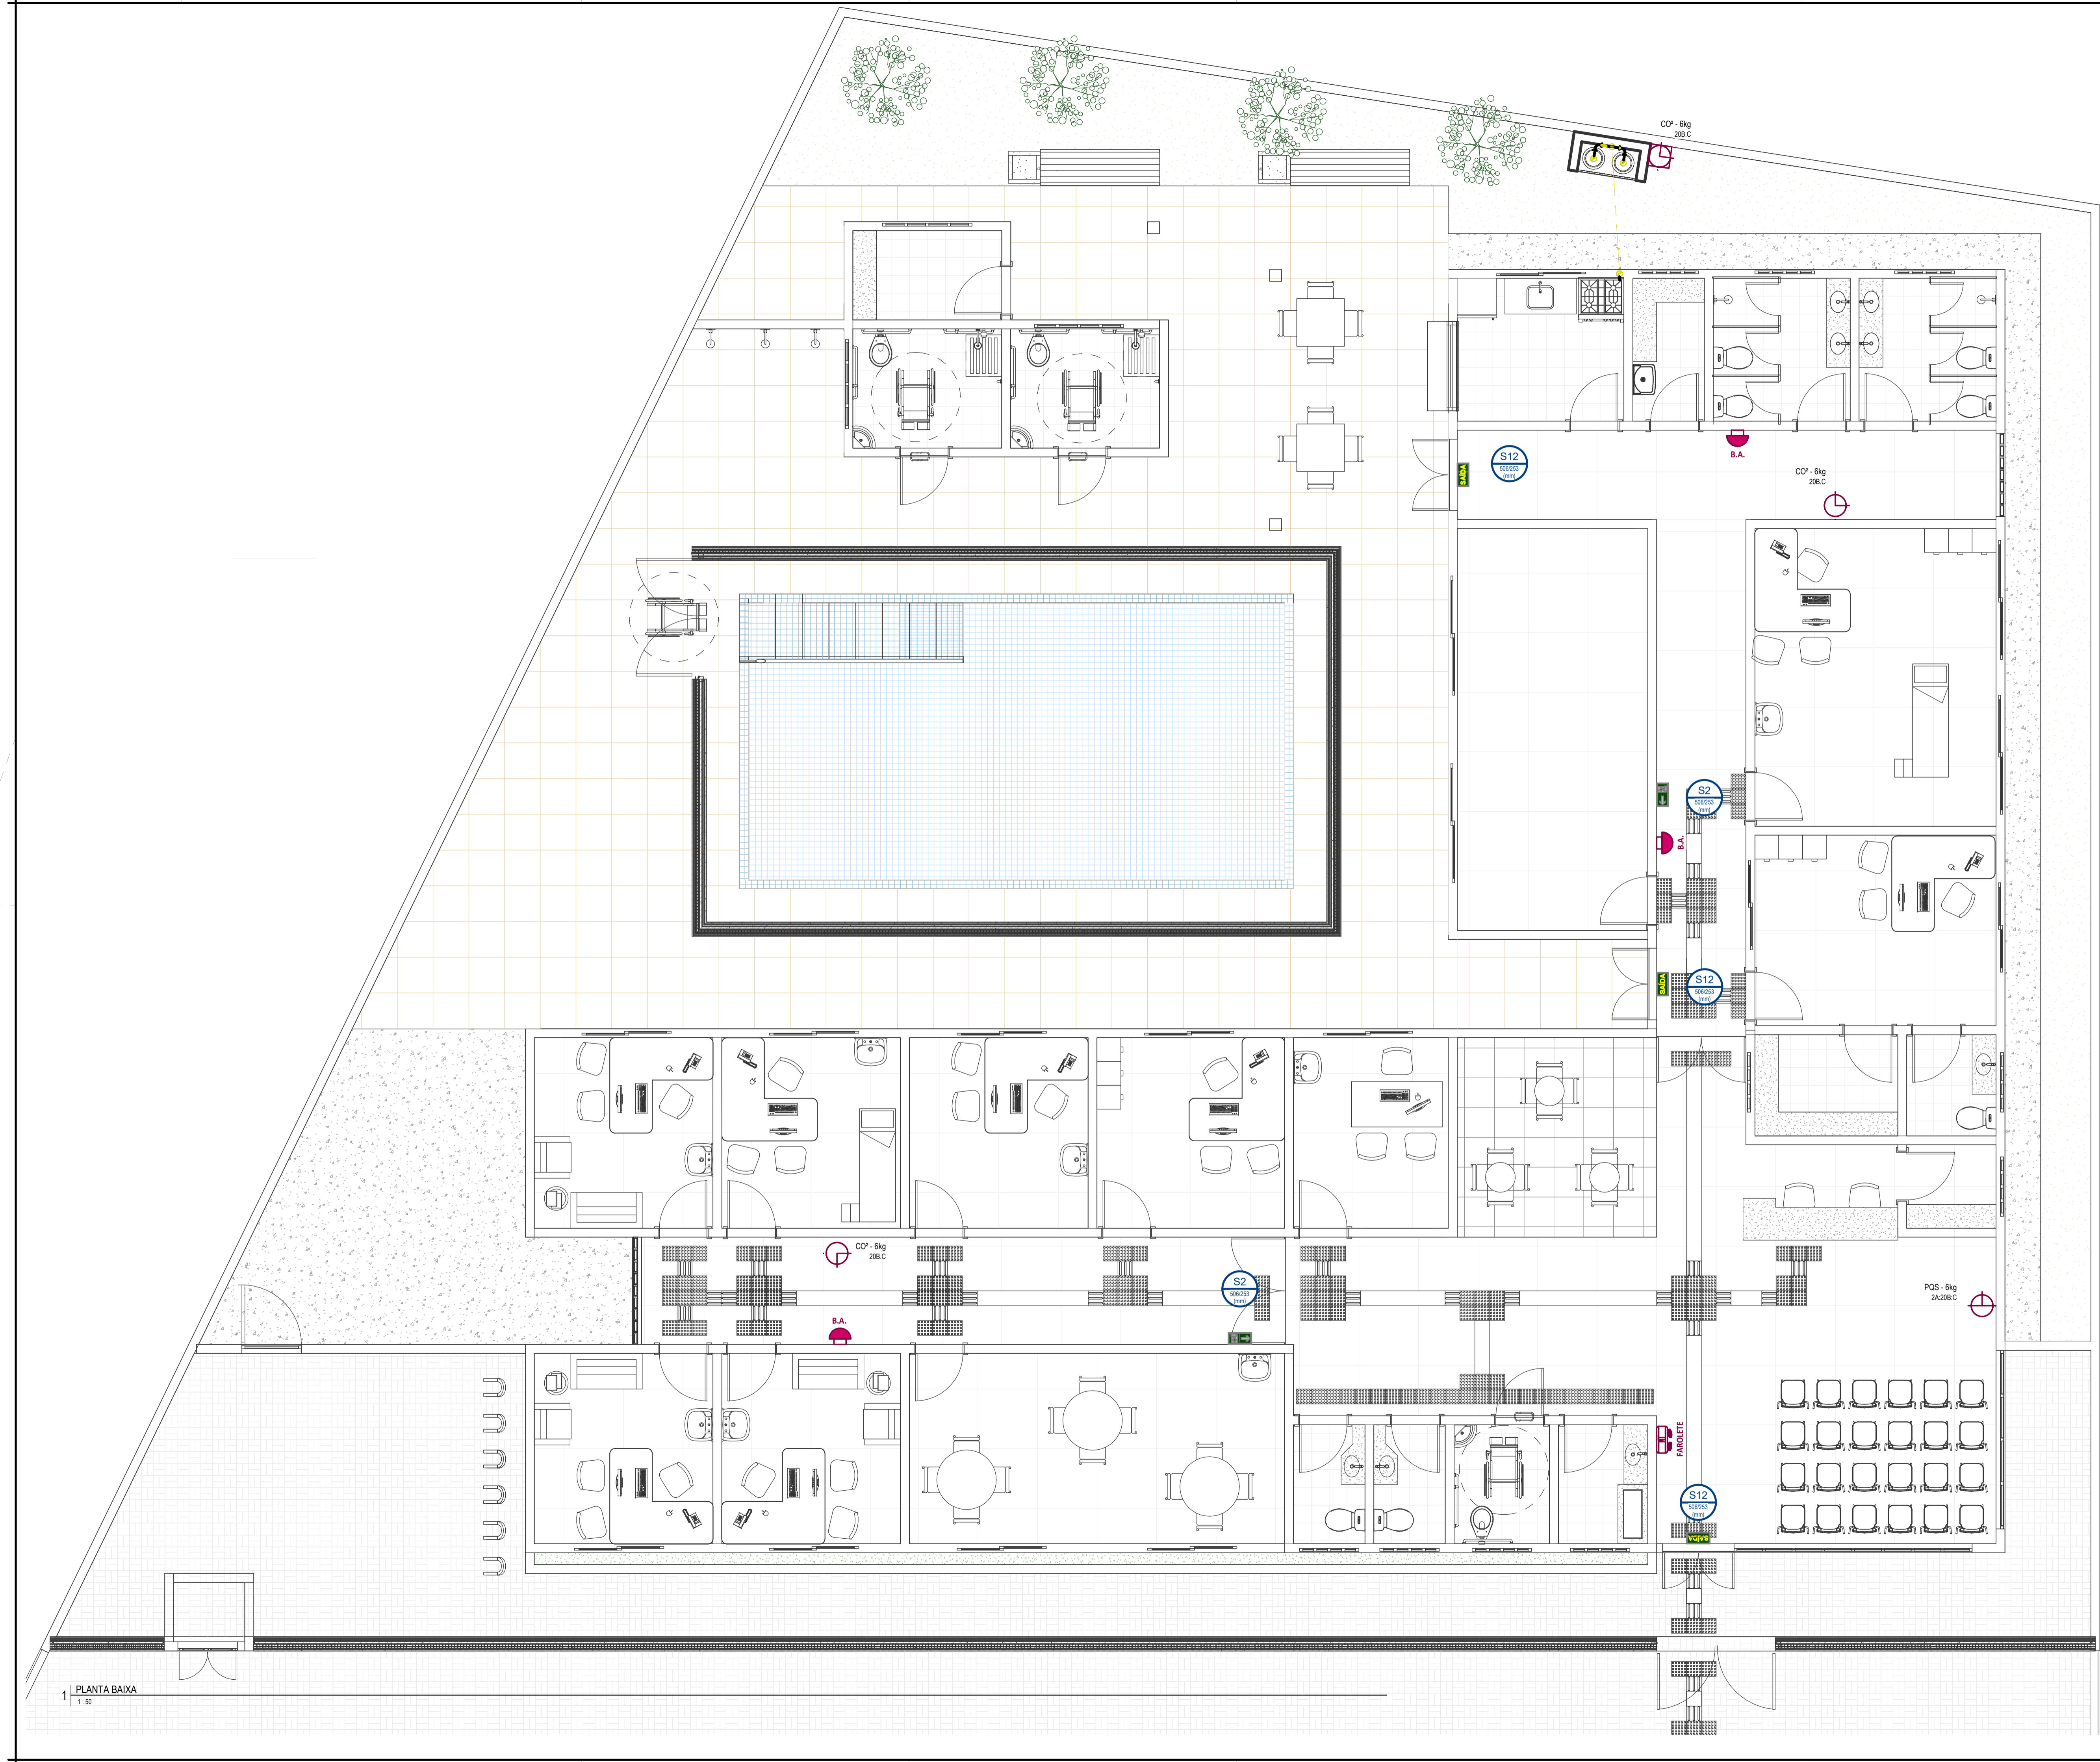 CO² - 6kg
20B.C
B.A.
S12
506/253
(mm)
SAÍDA
CO² - 6kg
20B.C
S2
506/253
(mm)
B.A.
SAÍDA
S12
506/253
(mm)
CO² - 6kg
20B.C
S2
506/253
(mm)
B.A.
PQS - 6kg
2A:20B:C
FAROLETE
S12
506/253
(mm)
SAÍDA
1
PLANTA BAIXA
1 : 50